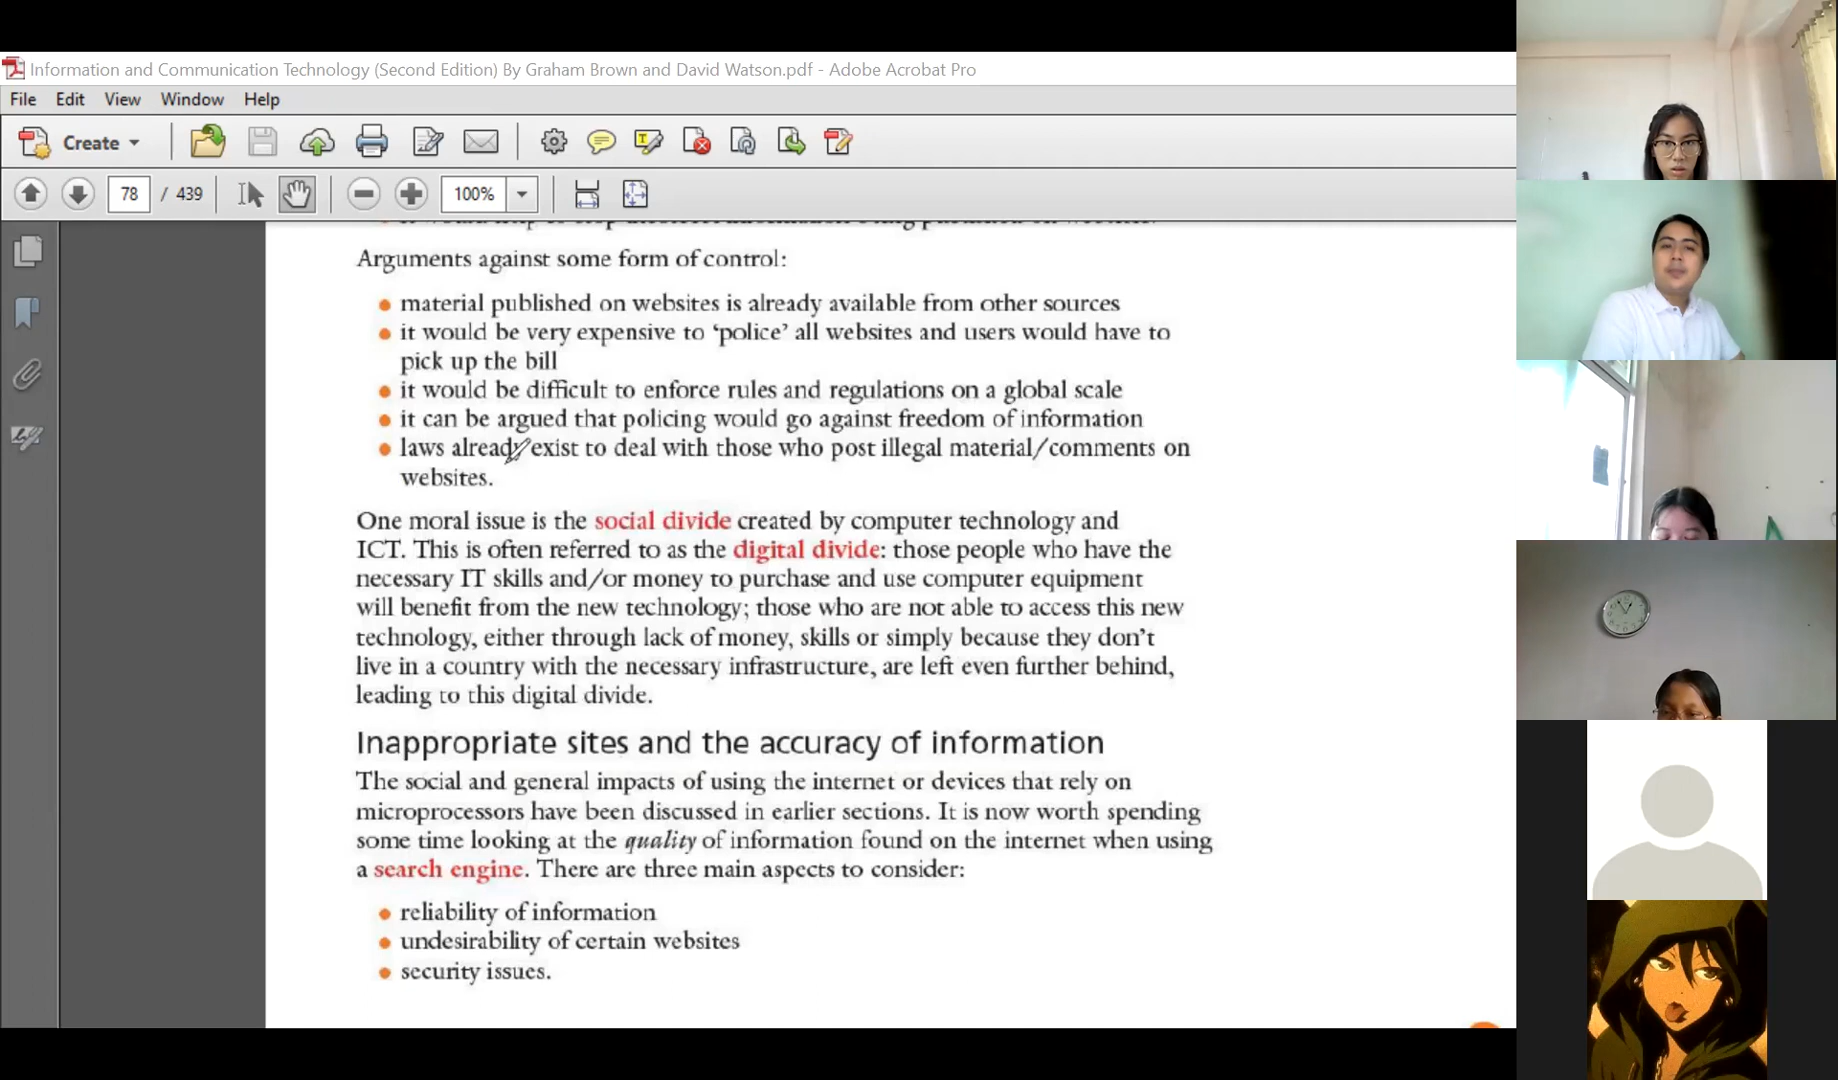 Information and Communication Technology (Second Edition) By Graham Brown and David Watson.pdf - Adobe Acrobat Pro
File Edit View Window Help
Create
78 / 439 100%
Arguments against some form of control:
material published on websites is already available from other sources
it would be very expensive to ‘police’ all websites and users would have to
pick up the bill
it would be difficult to enforce rules and regulations on a global scale
it can be argued that policing would go against freedom of information
laws already exist to deal with those who post illegal material/comments on
websites.
One moral issue is the social divide created by computer technology and
ICT. This is often referred to as the digital divide: those people who have the
necessary IT skills and/or money to purchase and use computer equipment
will benefit from the new technology; those who are not able to access this new
technology, either through lack of money, skills or simply because they don’t
live in a country with the necessary infrastructure, are left even further behind,
leading to this digital divide.
Inappropriate sites and the accuracy of information
The social and general impacts of using the internet or devices that rely on
microprocessors have been discussed in earlier sections. It is now worth spending
some time looking at the quality of information found on the internet when using
a search engine. There are three main aspects to consider:
reliability of information
undesirability of certain websites
security issues.